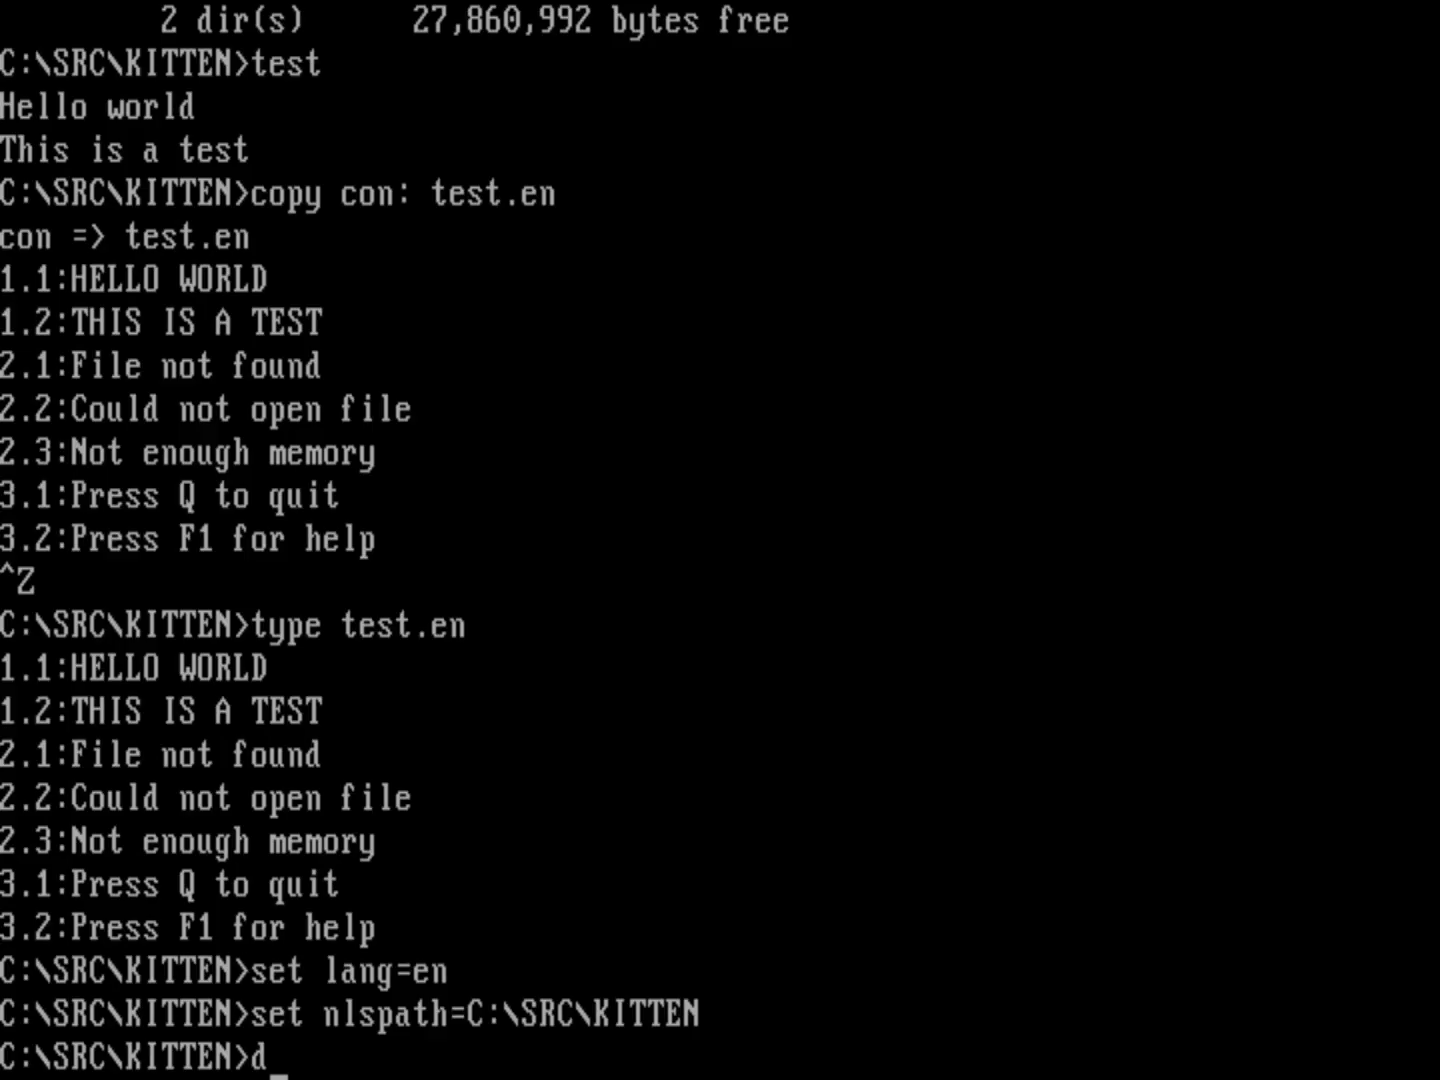 2 dir(s) 27,860,992 bytes free
C:\SRC\KITTEN>test
Hello world
This is a test
C:\SRC\KITTEN>copy con: test.en
con => test.en
1.1:HELLO WORLD
1.2:THIS IS A TEST
2.1:File not found
2.2:Could not open file
2.3:Not enough memory
3.1:Press Q to quit
3.2:Press F1 for help
^Z
C:\SRC\KITTEN>type test.en
1.1:HELLO WORLD
1.2:THIS IS A TEST
2.1:File not found
2.2:Could not open file
2.3:Not enough memory
3.1:Press Q to quit
3.2:Press F1 for help
C:\SRC\KITTEN>set lang=en
C:\SRC\KITTEN>set nlspath=C:\SRC\KITTEN
C:\SRC\KITTEN>d_